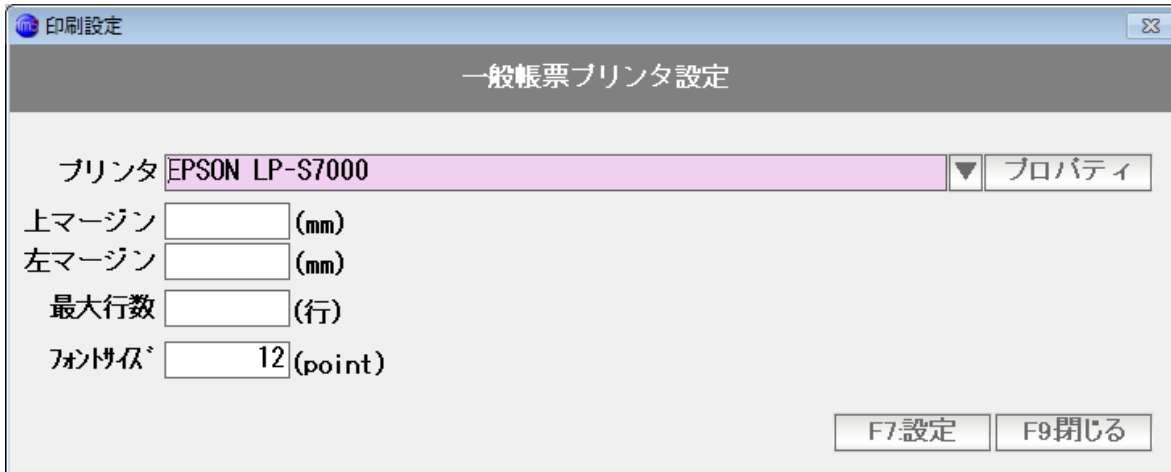 印刷設定
一般帳票プリンタ設定
プリンタ EPSON LP-S7000 ▼ プロパティ
上マージン (mm)
左マージン (mm)
最大行数 (行)
ﾌｫﾝﾄｻｲｽﾞ 12 (point)
F7:設定 F9:閉じる